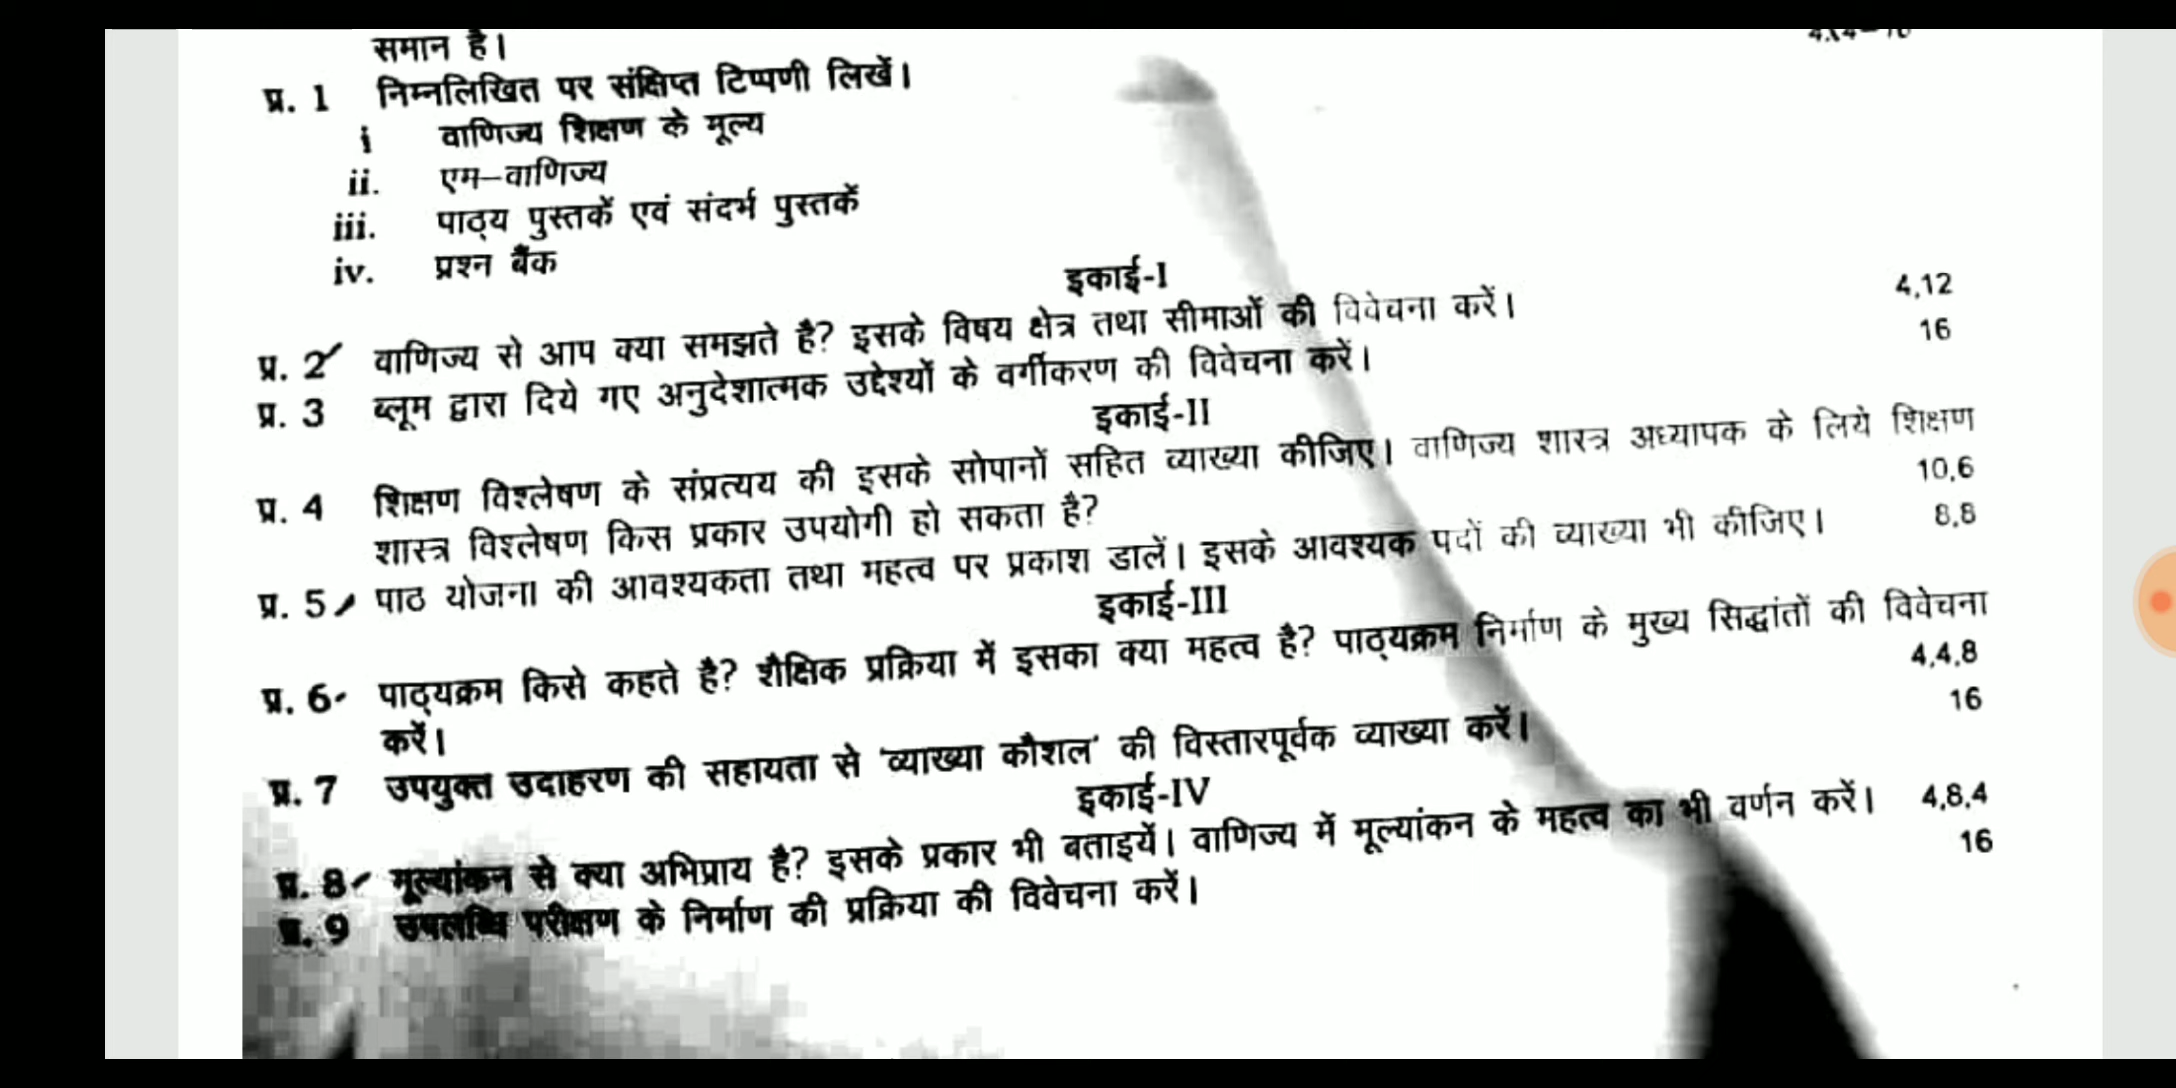 समान है।
4x4=16
प्र. 1 निम्नलिखित पर संक्षिप्त टिप्पणी लिखें।
i वाणिज्य शिक्षण के मूल्य
ii. एम–वाणिज्य
iii. पाठ्य पुस्तकें एवं संदर्भ पुस्तकें
iv. प्रश्न बैंक
इकाई-I
प्र. 2 वाणिज्य से आप क्या समझते है? इसके विषय क्षेत्र तथा सीमाओं की विवेचना करें। 4,12
प्र. 3 ब्लूम द्वारा दिये गए अनुदेशात्मक उद्देश्यों के वर्गीकरण की विवेचना करें। 16
इकाई-II
प्र. 4 शिक्षण विश्लेषण के संप्रत्यय की इसके सोपानों सहित व्याख्या कीजिए। वाणिज्य शास्त्र अध्यापक के लिये शिक्षण
शास्त्र विश्लेषण किस प्रकार उपयोगी हो सकता है? 10,6
प्र. 5 पाठ योजना की आवश्यकता तथा महत्व पर प्रकाश डालें। इसके आवश्यक पदों की व्याख्या भी कीजिए। 8,8
इकाई-III
प्र. 6 पाठ्यक्रम किसे कहते है? शैक्षिक प्रक्रिया में इसका क्या महत्व है? पाठ्यक्रम निर्माण के मुख्य सिद्धांतों की विवेचना
करें। 4,4,8
प्र. 7 उपयुक्त उदाहरण की सहायता से 'व्याख्या कौशल' की विस्तारपूर्वक व्याख्या करें। 16
इकाई-IV
प्र. 8 मूल्यांकन से क्या अभिप्राय है? इसके प्रकार भी बताइयें। वाणिज्य में मूल्यांकन के महत्व का भी वर्णन करें। 4,8,4
प्र. 9 उपलब्धि परीक्षण के निर्माण की प्रक्रिया की विवेचना करें। 16